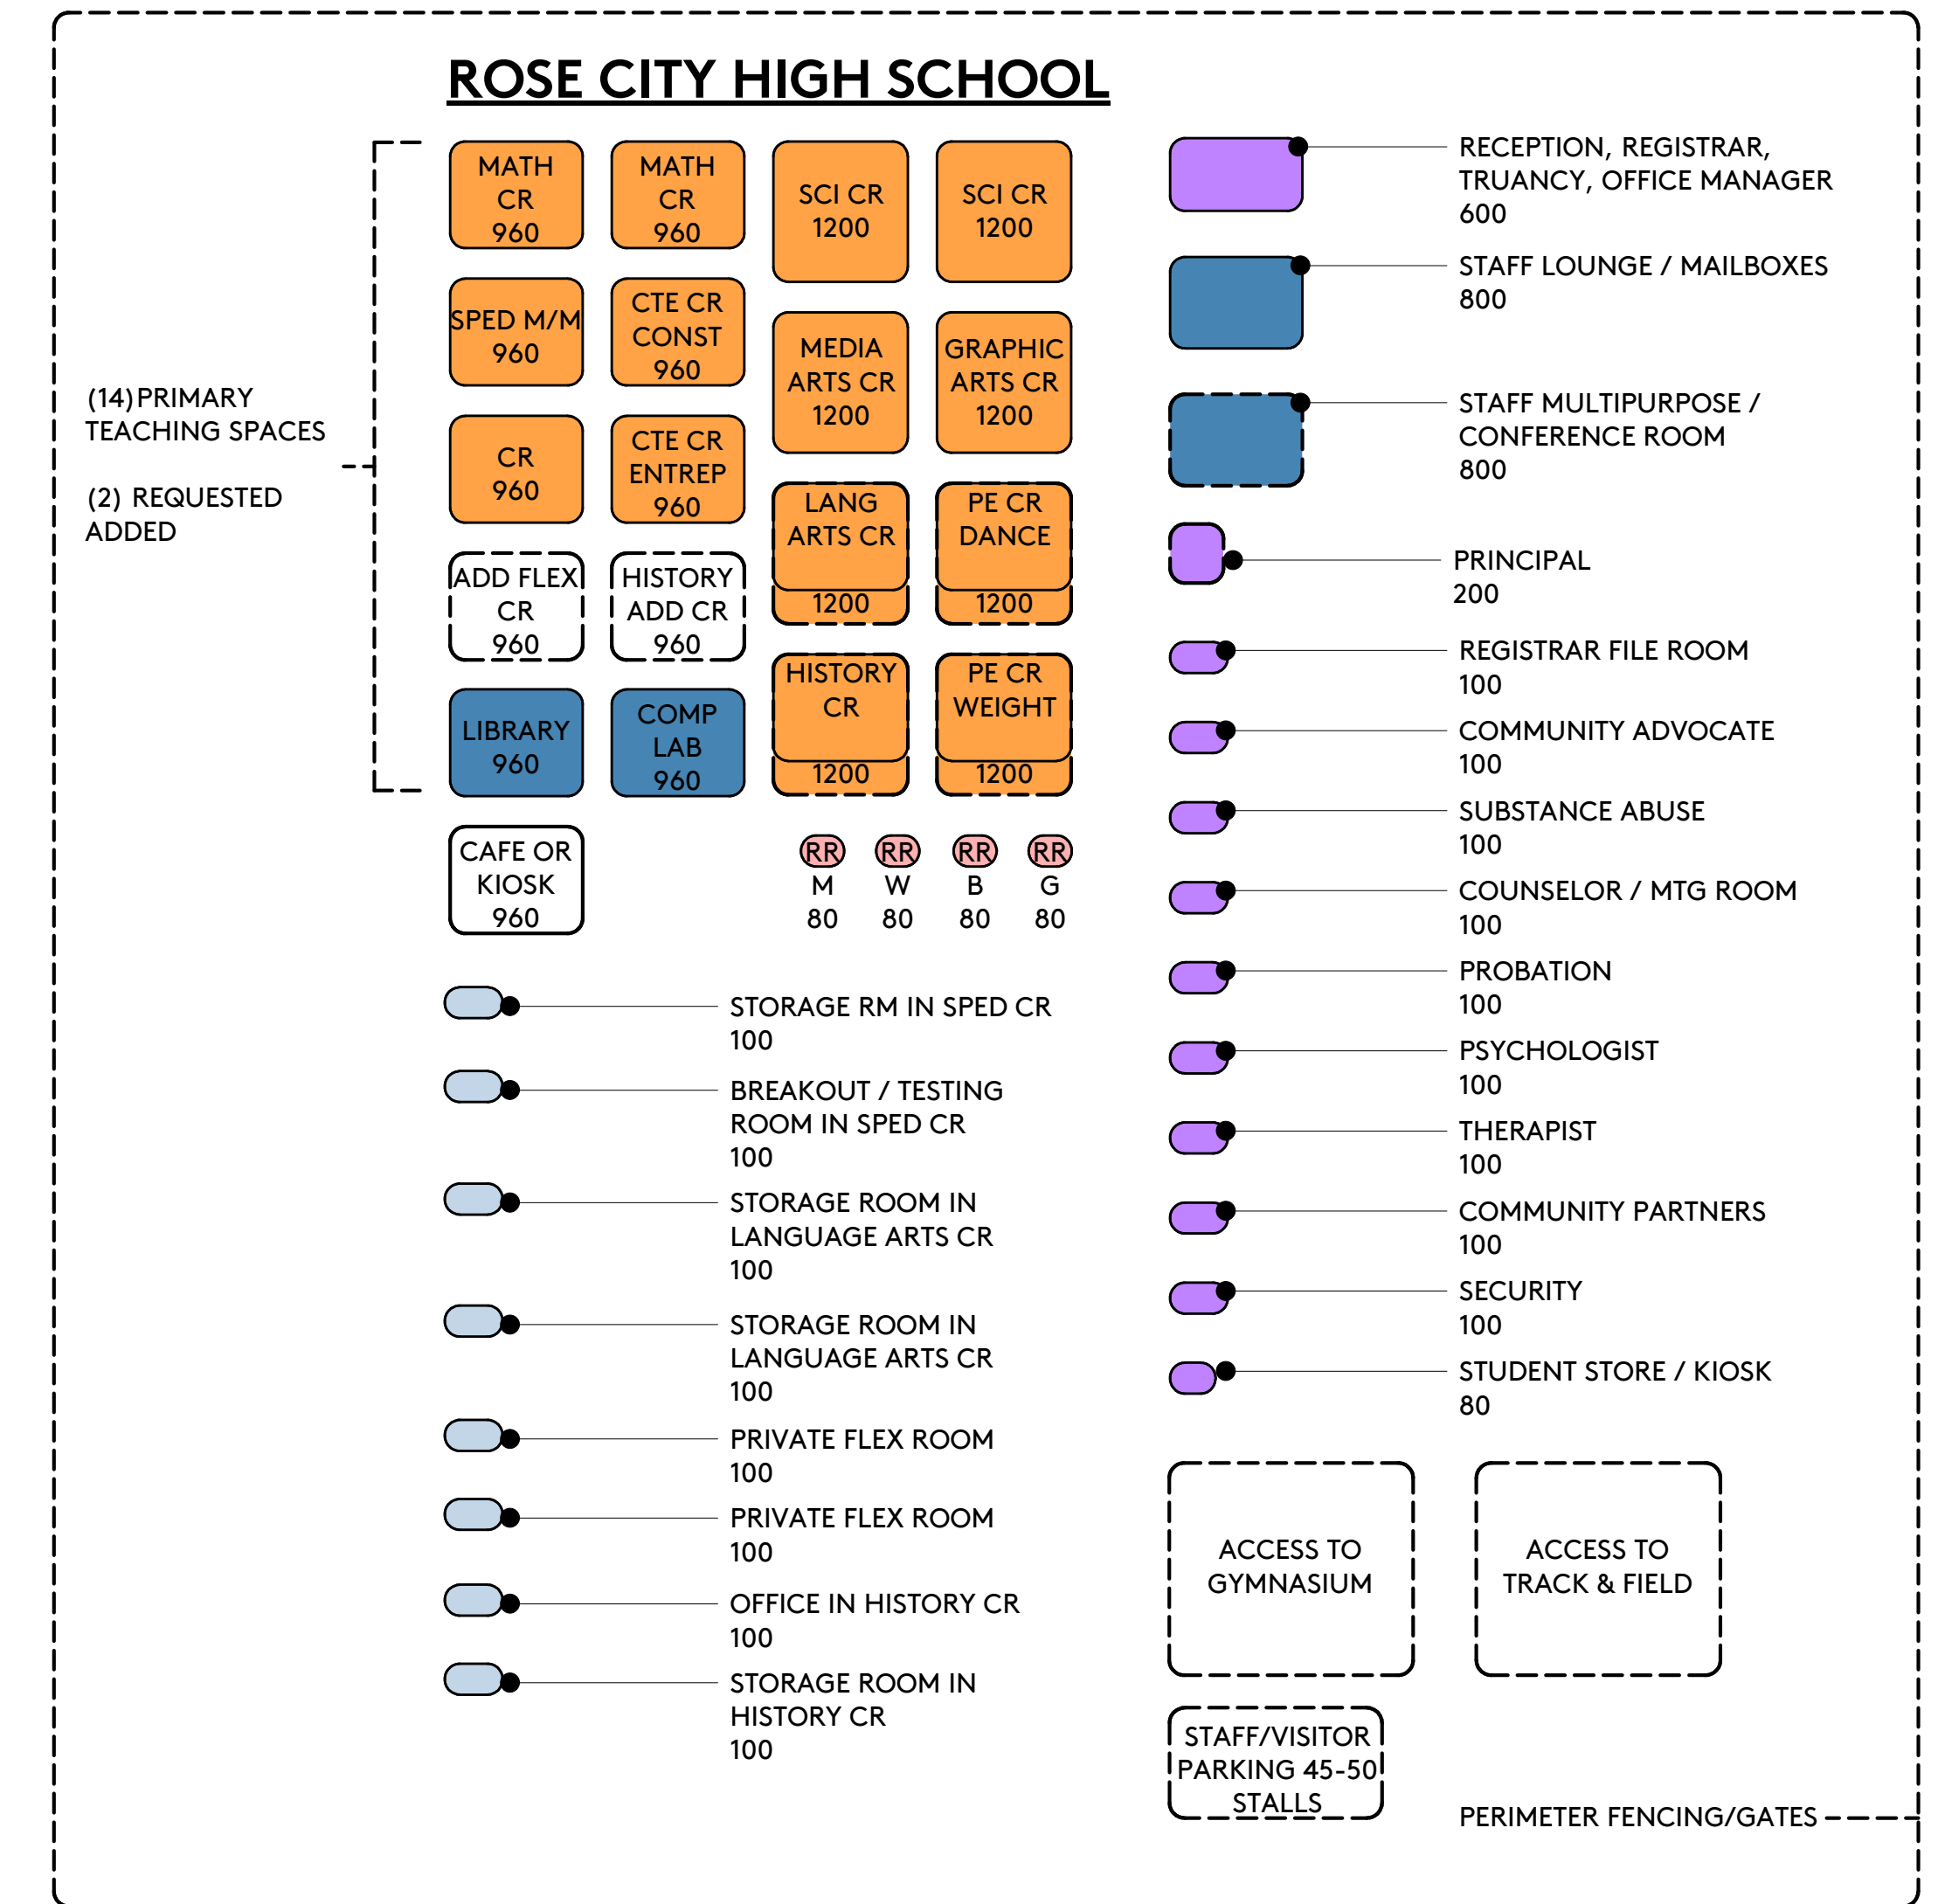 ROSE CITY HIGH SCHOOL
(14)PRIMARY
TEACHING SPACES
(2) REQUESTED
ADDED
MATH
CR
960
MATH
CR
960
SCI CR
1200
SCI CR
1200
SPED M/M
960
CTE CR
CONST
960
MEDIA
ARTS CR
1200
GRAPHIC
ARTS CR
1200
CR
960
CTE CR
ENTREP
960
LANG
ARTS CR
1200
PE CR
DANCE
1200
ADD FLEX
CR
960
HISTORY
ADD CR
960
HISTORY
CR
1200
PE CR
WEIGHT
1200
LIBRARY
960
COMP
LAB
960
CAFE OR
KIOSK
960
RR
M
80
RR
W
80
RR
B
80
RR
G
80
STORAGE RM IN SPED CR
100
BREAKOUT / TESTING
ROOM IN SPED CR
100
STORAGE ROOM IN
LANGUAGE ARTS CR
100
STORAGE ROOM IN
LANGUAGE ARTS CR
100
PRIVATE FLEX ROOM
100
PRIVATE FLEX ROOM
100
OFFICE IN HISTORY CR
100
STORAGE ROOM IN
HISTORY CR
100
RECEPTION, REGISTRAR,
TRUANCY, OFFICE MANAGER
600
STAFF LOUNGE / MAILBOXES
800
STAFF MULTIPURPOSE /
CONFERENCE ROOM
800
PRINCIPAL
200
REGISTRAR FILE ROOM
100
COMMUNITY ADVOCATE
100
SUBSTANCE ABUSE
100
COUNSELOR / MTG ROOM
100
PROBATION
100
PSYCHOLOGIST
100
THERAPIST
100
COMMUNITY PARTNERS
100
SECURITY
100
STUDENT STORE / KIOSK
80
ACCESS TO
GYMNASIUM
ACCESS TO
TRACK & FIELD
STAFF/VISITOR
PARKING 45-50
STALLS
PERIMETER FENCING/GATES